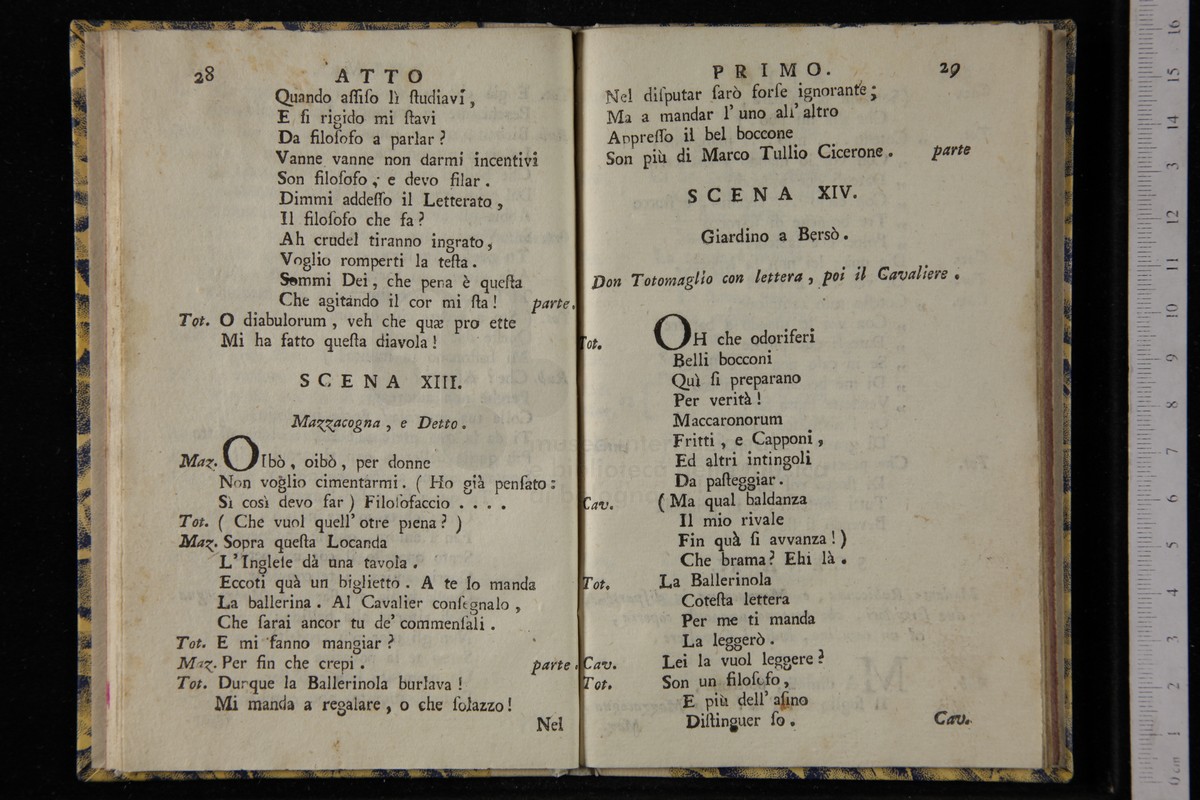 28 ATTO
Quando aſſiſo lì ſtudiavi,
E ſi rigido mi ſtavi
Da filoſofo a parlar?
Vanne vanne non darmi incentivi
Son filoſofo, e devo filar.
Dimmi addeſſo il Letterato,
Il filoſofo che fa?
Ah crudel tiranno ingrato,
Voglio romperti la teſta.
Sommi Dei, che pena è queſta
Che agitando il cor mi ſta! parte.
Tot. O diabulorum, veh che quæ pro ette
Mi ha fatto queſta diavola!
SCENA XIII.
Mazzacogna, e Detto.
Maz. OIbò, oibò, per donne
Non voglio cimentarmi. (Ho già penſato:
Sì così devo far) Filoſofaccio ....
Tot. (Che vuol quell' otre piena?)
Maz. Sopra queſta Locanda
L'Ingleſe dà una tavola.
Eccoti quà un biglietto. A te lo manda
La ballerina. Al Cavalier conſegnalo,
Che ſarai ancor tu de' commenſali.
Tot. E mi fanno mangiar?
Maz. Per fin che crepi. parte.
Tot. Dunque la Ballerinola burlava!
Mi manda a regalare, o che ſolazzo!
Nel
PRIMO. 29
Nel diſputar ſarò forſe ignorante;
Ma a mandar l' uno all' altro
Appreſſo il bel boccone
Son più di Marco Tullio Cicerone. parte
SCENA XIV.
Giardino a Bersò.
Don Totomaglio con lettera, poi il Cavaliere.
Tot. OH che odoriferi
Belli bocconi
Quì ſi preparano
Per verità!
Maccaronorum
Fritti, e Capponi,
Ed altri intingoli
Da paſteggiar.
Cav. (Ma qual baldanza
Il mio rivale
Fin quà ſi avvanza!)
Che brama? Ehi là.
Tot. La Ballerinola
Coteſta lettera
Per me ti manda
La leggerò.
Cav. Lei la vuol leggere?
Tot. Son un filoſofo,
E più dell' aſino
Diſtinguer ſo.
Cav.